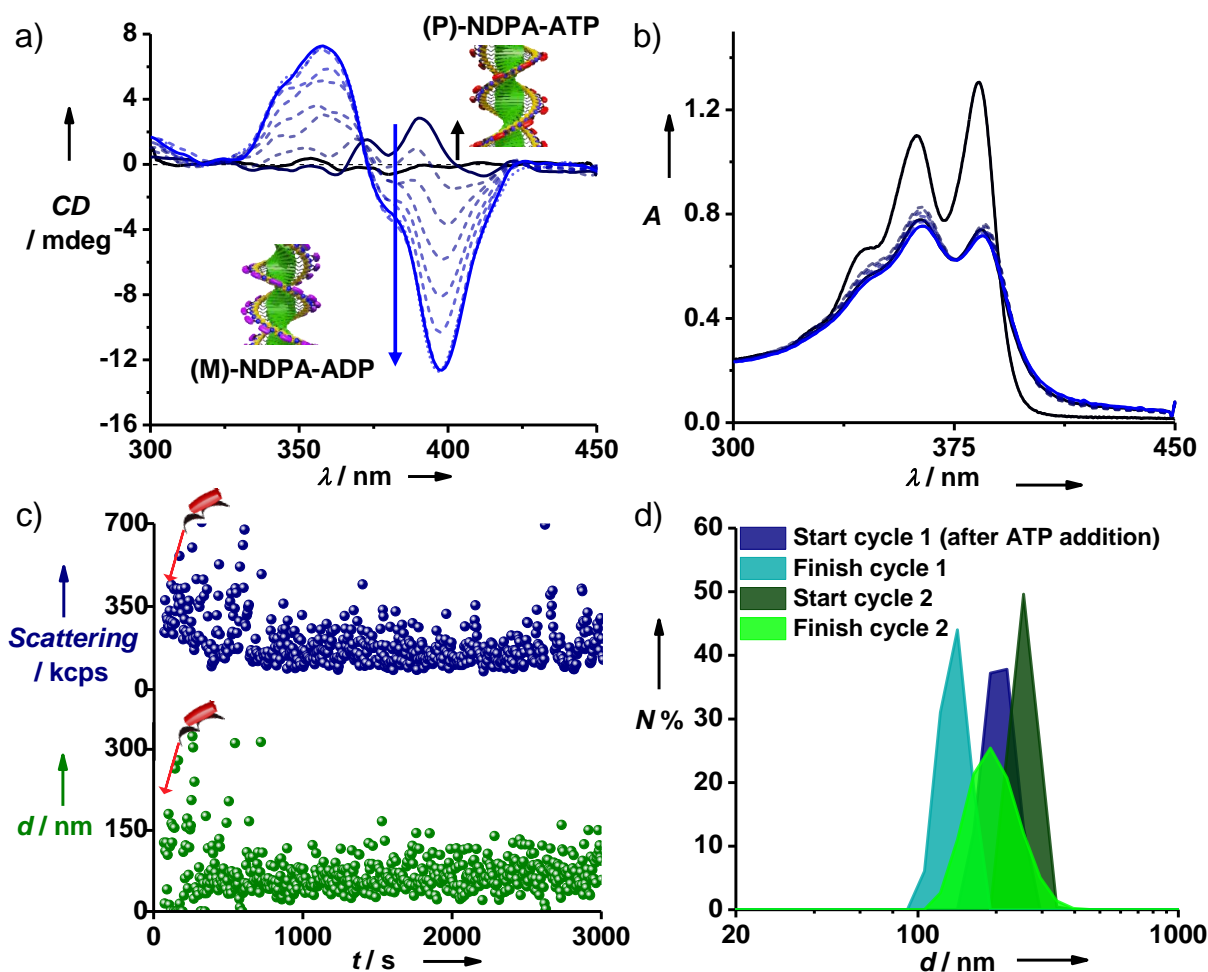 a)
8
4
0
-4
-8
-12
-16
CD
/ mdeg
(P)-NDPA-ATP
(M)-NDPA-ADP
300 350 400 450
λ / nm
b)
1.2
0.8
0.4
0.0
A
300 375 450
λ / nm
c)
700
350
0
Scattering
/ kcps
300
150
0
d / nm
0 1000 2000 3000
t / s
d)
60
50
40
30
20
10
0
N %
Start cycle 1 (after ATP addition)
Finish cycle 1
Start cycle 2
Finish cycle 2
20 100 1000
d / nm